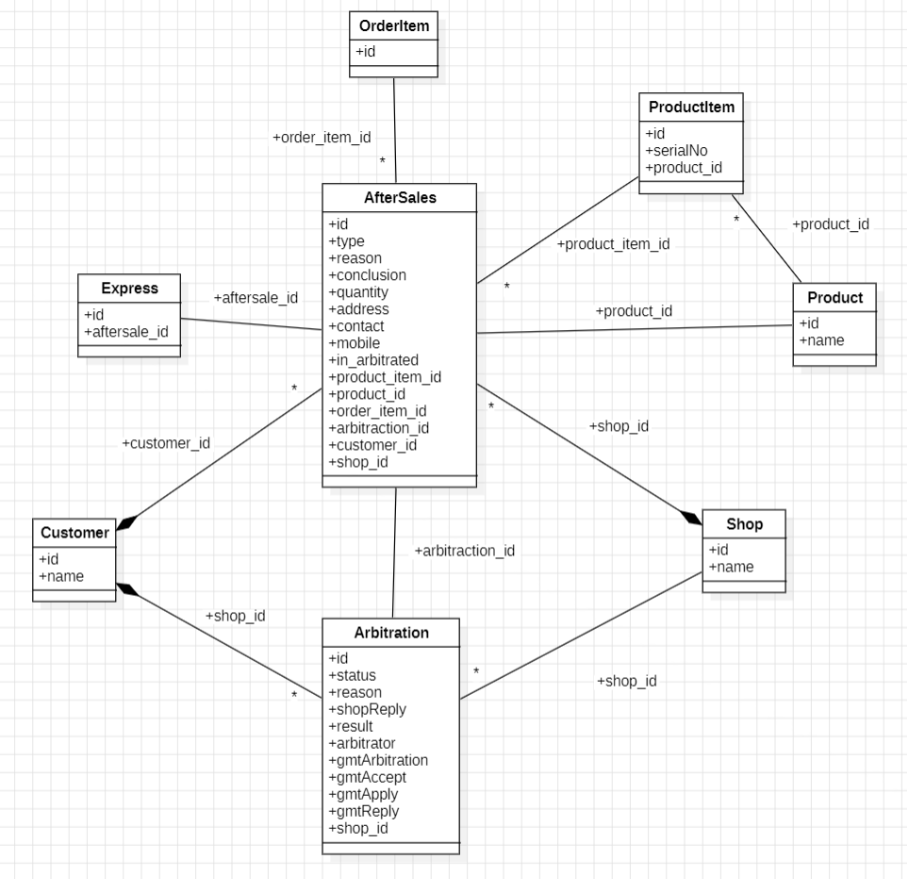 OrderItem
+id
+order_item_id
*
ProductItem
+id
+serialNo
+product_id
*
+product_id
+product_item_id
*
AfterSales
+id
+type
+reason
+conclusion
+quantity
+address
+contact
+mobile
+in_arbitrated
+product_item_id
+product_id
+order_item_id
+arbitraction_id
+customer_id
+shop_id
Express
+id
+aftersale_id
+aftersale_id
+product_id
Product
+id
+name
*
+customer_id
*
+shop_id
Customer
+id
+name
Shop
+id
+name
+arbitraction_id
+shop_id
*
Arbitration
+id
+status
+reason
+shopReply
+result
+arbitrator
+gmtArbitration
+gmtAccept
+gmtApply
+gmtReply
+shop_id
*
+shop_id